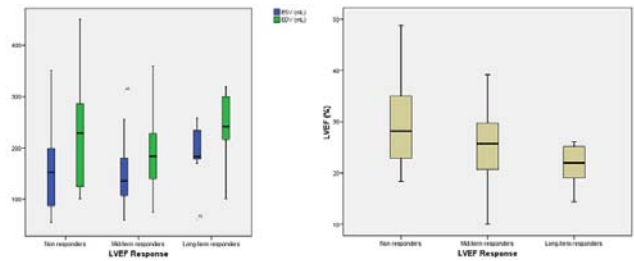 ESV (mL)
EDV (mL)
400
300
200
100
Non responders
Mid-term responders
Long-term responders
LVEF Response
LVEF (%)
50
40
30
20
10
Non responders
Mid-term responders
Long-term responders
LVEF Response